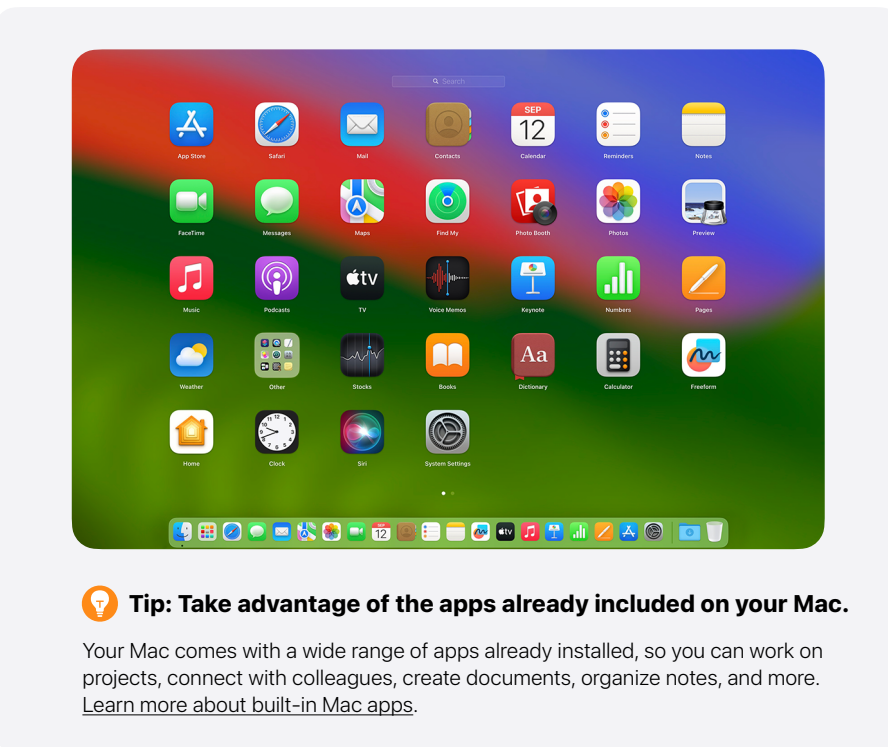 Search
SEP
12
App Store Safari Mail Contacts Calendar Reminders Notes
FaceTime Messages Maps Find My Photo Booth Photos Preview
tv
Music Podcasts TV Voice Memos Keynote Numbers Pages
Aa
Weather Other Stocks Books Dictionary Calculator Freeform
Home Clock Siri System Settings
SEP
12
tv
Tip: Take advantage of the apps already included on your Mac.
Your Mac comes with a wide range of apps already installed, so you can work on
projects, connect with colleagues, create documents, organize notes, and more.
Learn more about built-in Mac apps.